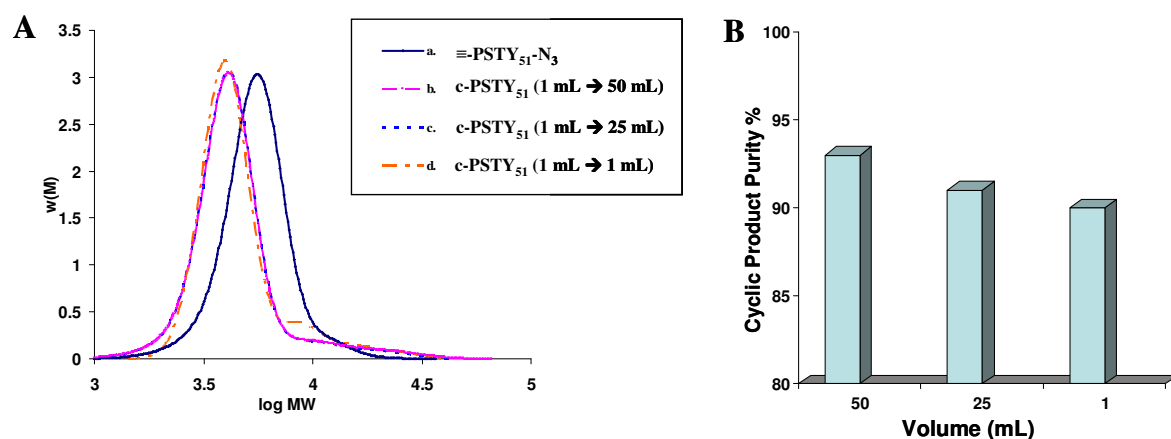 A
3.5
3
2.5
2
1.5
1
0.5
0
w(M)
3 3.5 4 4.5 5
log MW
a. ≡-PSTY₅₁-N₃
b. c-PSTY₅₁ (1 mL ➔ 50 mL)
c. c-PSTY₅₁ (1 mL ➔ 25 mL)
d. c-PSTY₅₁ (1 mL ➔ 1 mL)
B
100
95
90
85
80
Cyclic Product Purity %
50 25 1
Volume (mL)